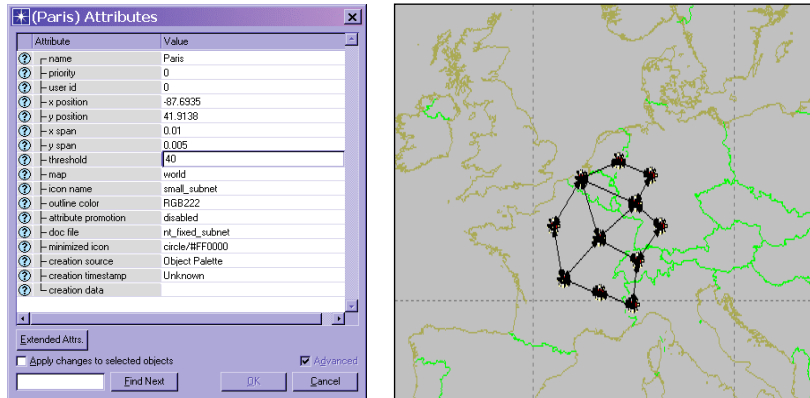 (Paris) Attributes
Attribute Value
name Paris
priority 0
user id 0
x position -87.6935
y position 41.9138
x span 0.01
y span 0.005
threshold 40
map world
icon name small_subnet
outline color RGB222
attribute promotion disabled
doc file nt_fixed_subnet
minimized icon circle/#FF0000
creation source Object Palette
creation timestamp Unknown
creation data
Extended Attrs.
Apply changes to selected objects Advanced
Find Next OK Cancel